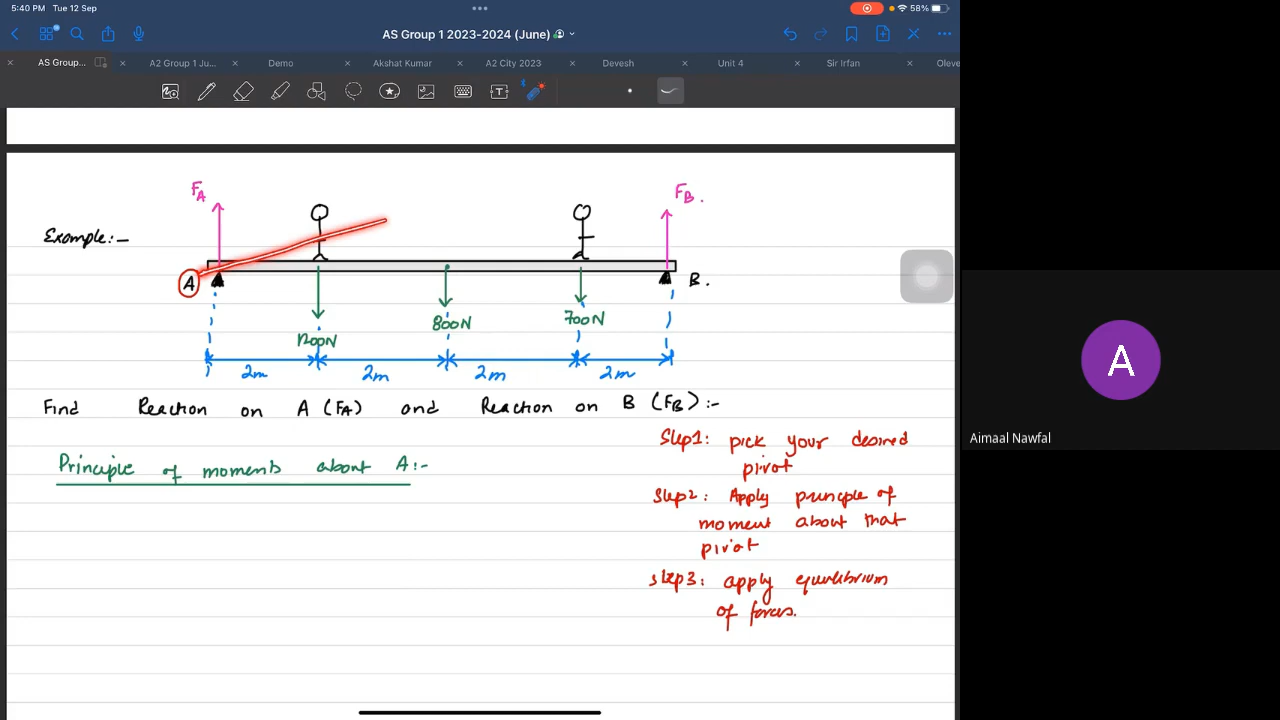 5:40 PM Tue 12 Sep
58%
AS Group 1 2023-2024 (June)
AS Group...
A2 Group 1 Ju...
Demo
Akshat Kumar
A2 City 2023
Devesh
Unit 4
Sir Irfan
Oleve
FA
FB.
Example:-
A
B.
1200N
800N
700N
2m
2m
2m
2m
Find Reaction on A (FA) and Reaction on B (FB):-
Principle of moments about A:-
Step1: pick your desired
pivot
Step2: Apply principle of
moment about that
pivot
Step3: apply equilibrium
of forces.
A
Aimaal Nawfal